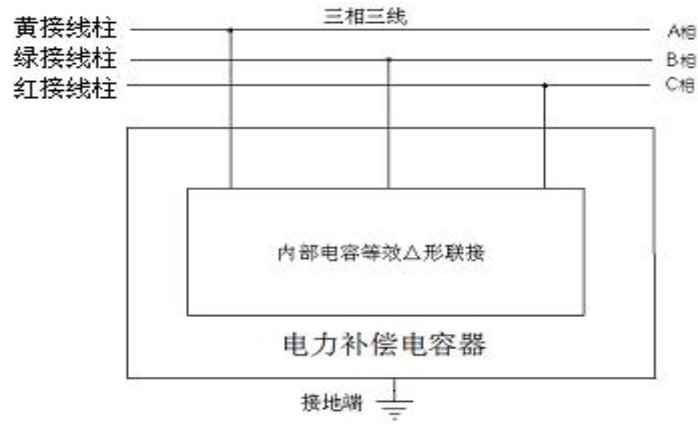 三相三线
黄接线柱 A相
绿接线柱 B相
红接线柱 C相
内部电容等效△形联接
电力补偿电容器
接地端